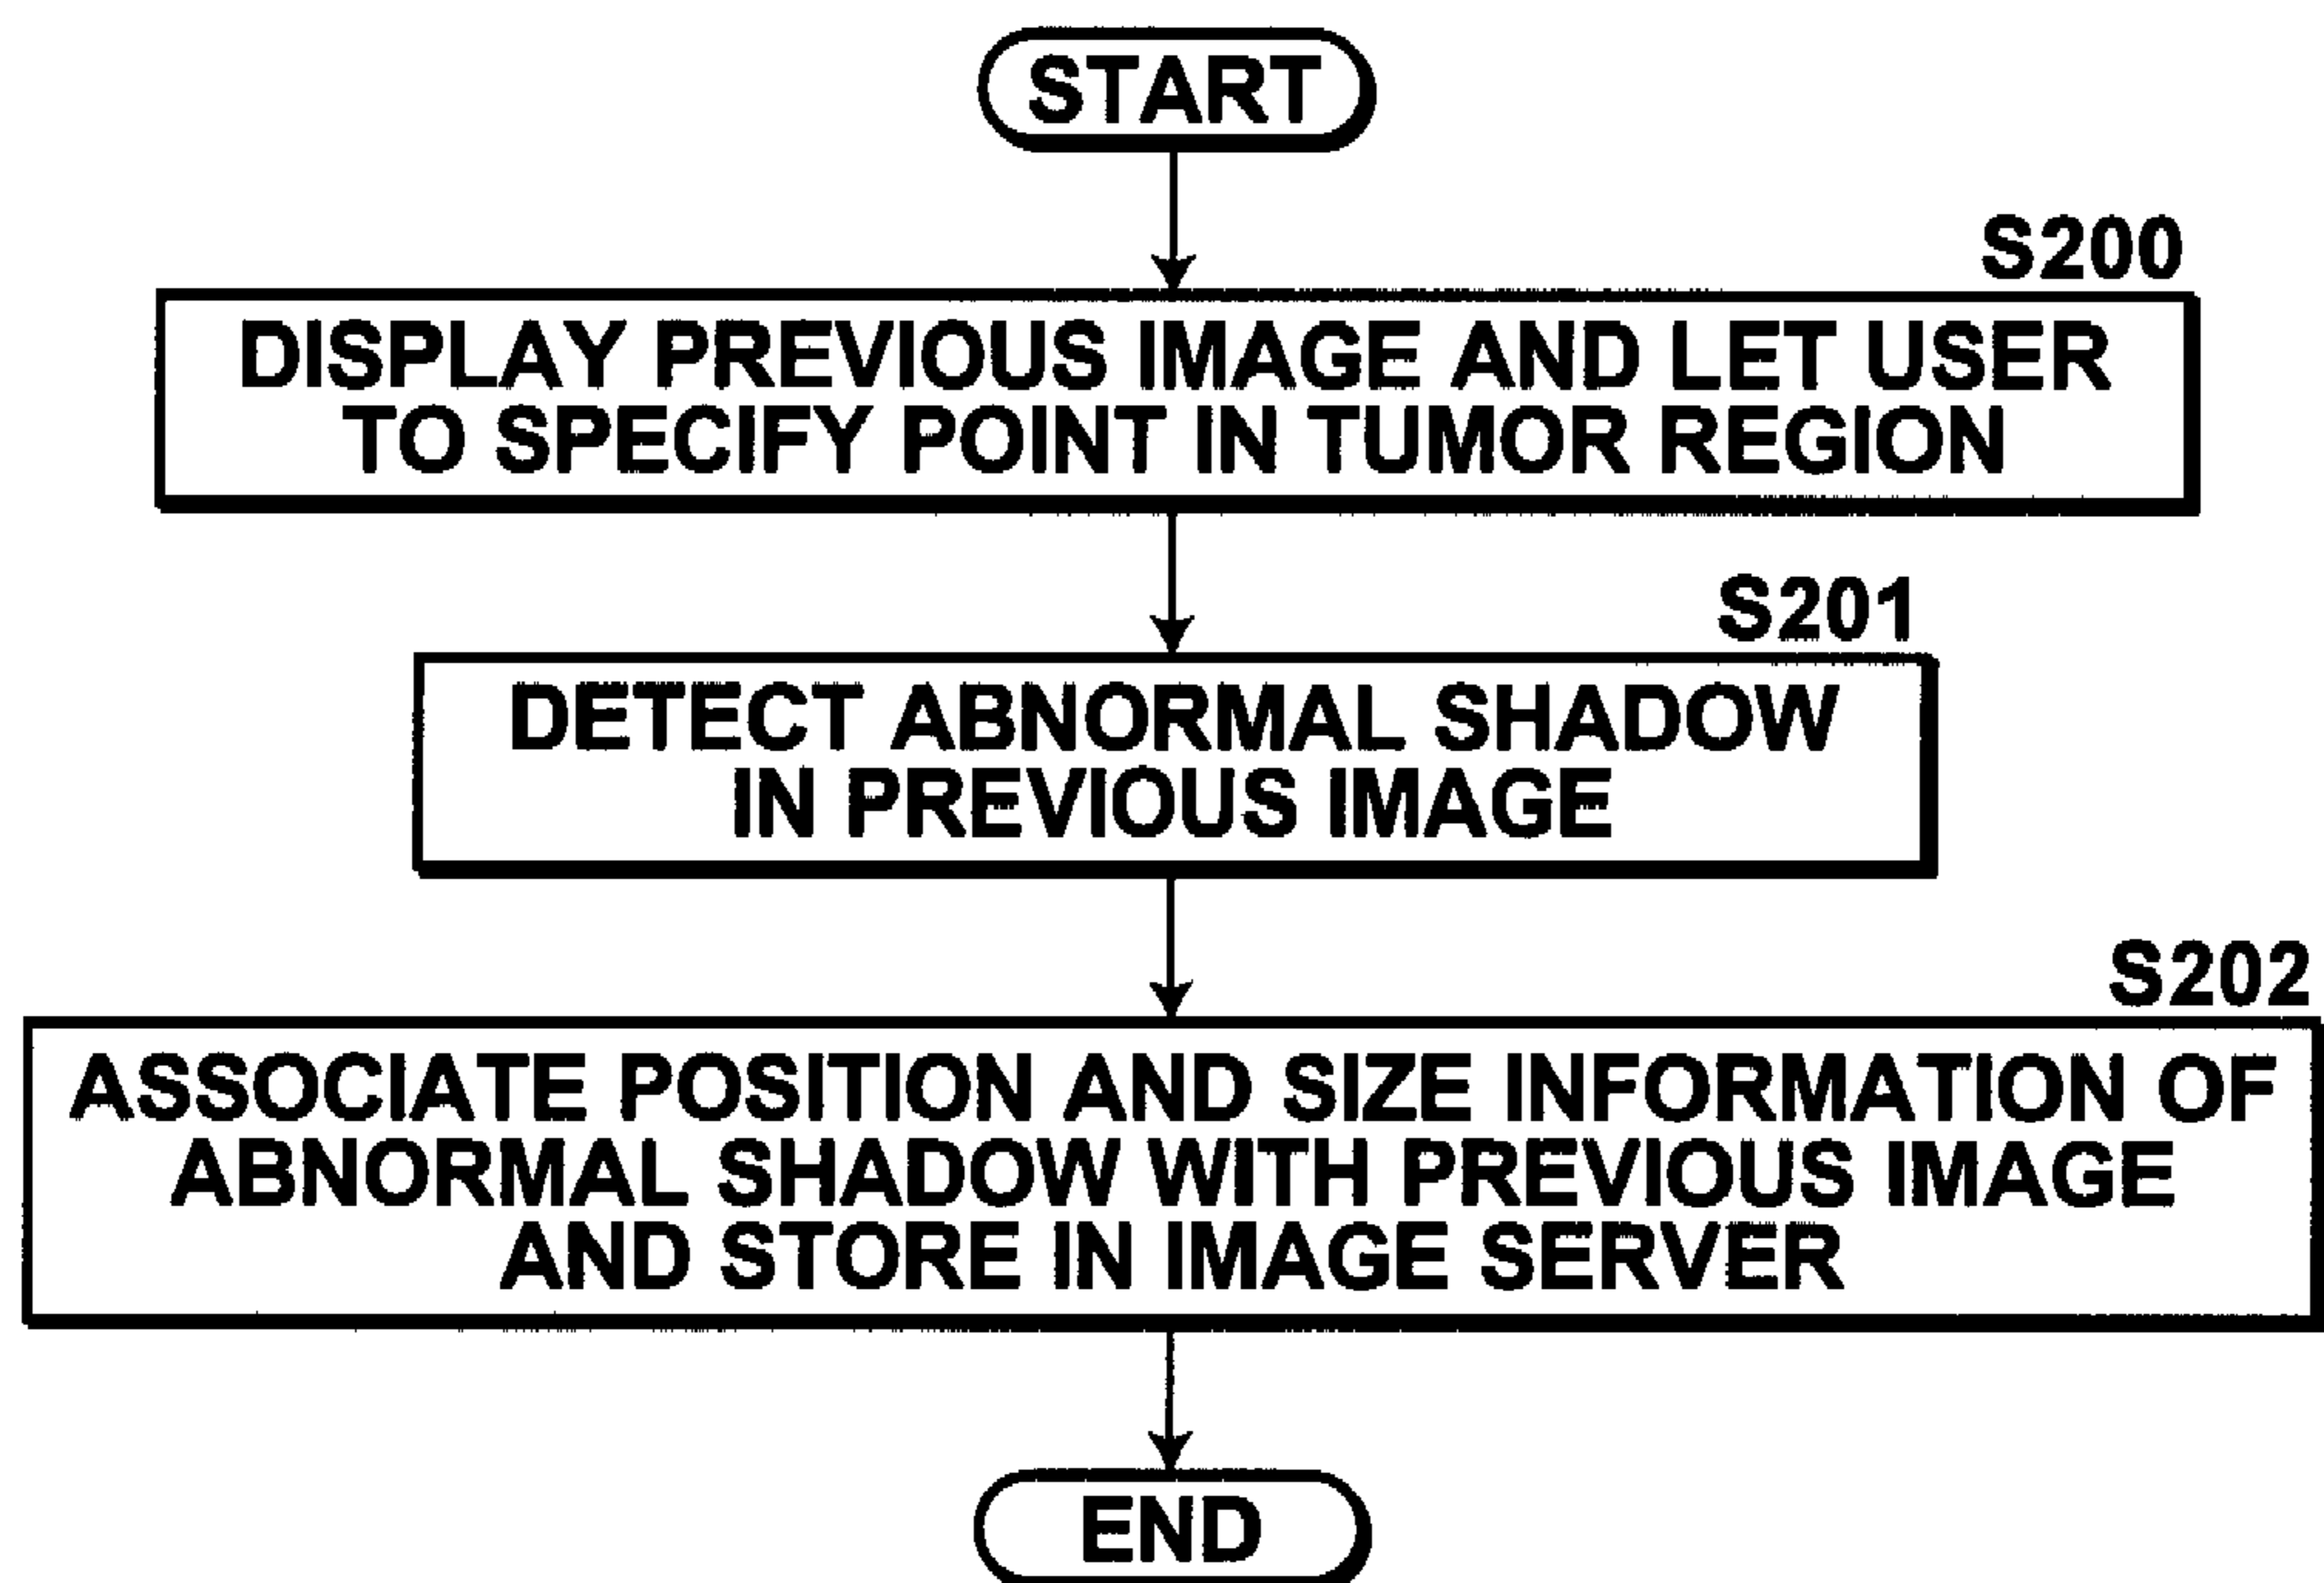 START
S200
DISPLAY PREVIOUS IMAGE AND LET USER
TO SPECIFY POINT IN TUMOR REGION
S201
DETECT ABNORMAL SHADOW
IN PREVIOUS IMAGE
S202
ASSOCIATE POSITION AND SIZE INFORMATION OF
ABNORMAL SHADOW WITH PREVIOUS IMAGE
AND STORE IN IMAGE SERVER
END